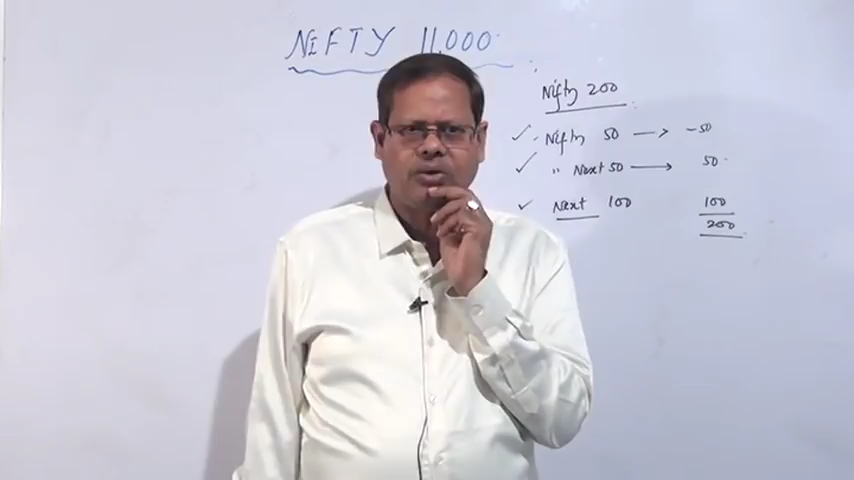 NIFTY 11,000
Nifty 200
Nifty 50 → -50
" Next 50 → 50
Next 100 100
200